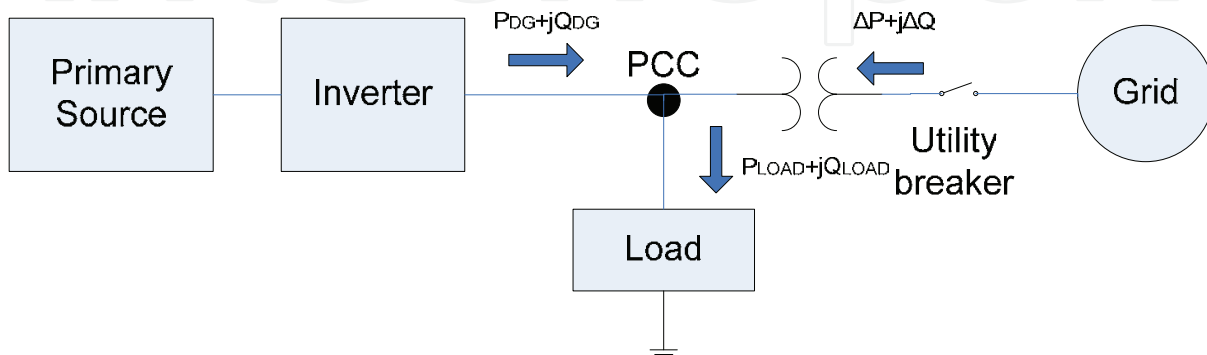 PDG+jQDG
ΔP+jΔQ
Primary
Source
Inverter
PCC
Grid
Utility
breaker
PLOAD+jQLOAD
Load